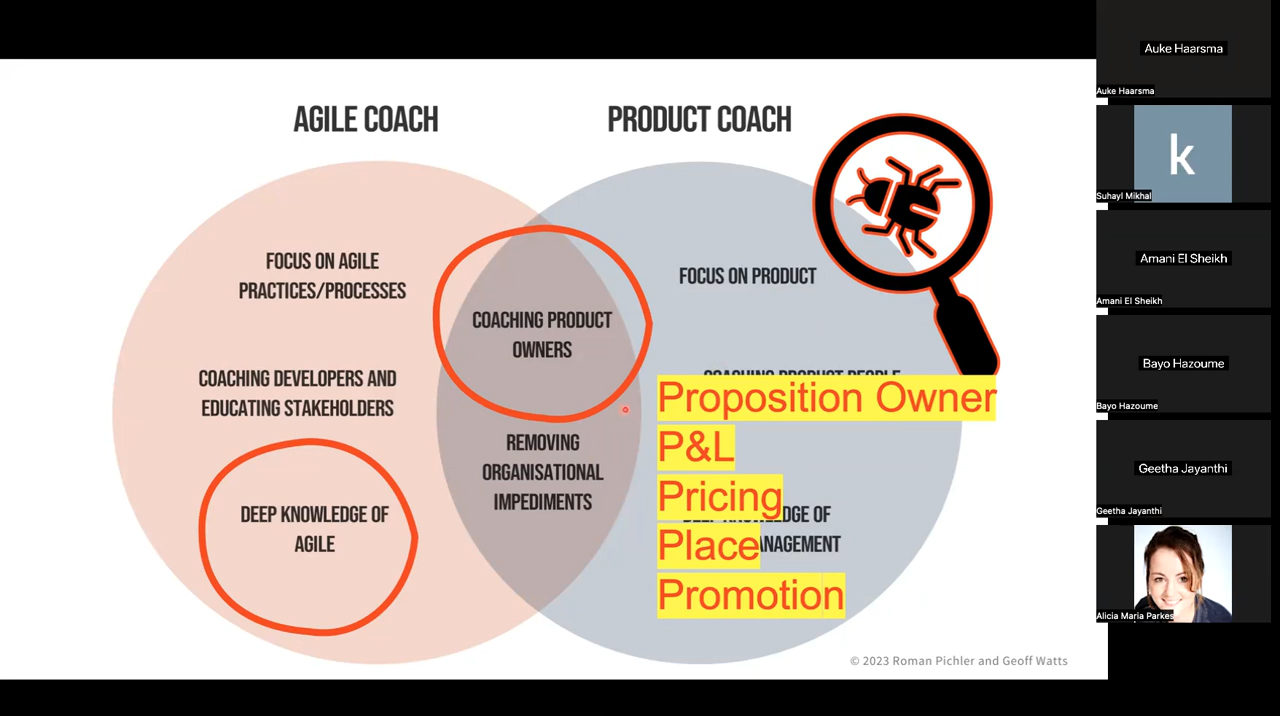 AGILE COACH
PRODUCT COACH
FOCUS ON AGILE
PRACTICES/PROCESSES
COACHING DEVELOPERS AND
EDUCATING STAKEHOLDERS
DEEP KNOWLEDGE OF
AGILE
COACHING PRODUCT
OWNERS
REMOVING
ORGANISATIONAL
IMPEDIMENTS
FOCUS ON PRODUCT
COACHING PRODUCT PEOPLE
Proposition Owner
P&L
Pricing
Place
Promotion
© 2023 Roman Pichler and Geoff Watts
Auke Haarsma
Auke Haarsma
k
Suhayl Mikhal
Amani El Sheikh
Amani El Sheikh
Bayo Hazoume
Bayo Hazoume
Geetha Jayanthi
Geetha Jayanthi
Alicia Maria Parkes